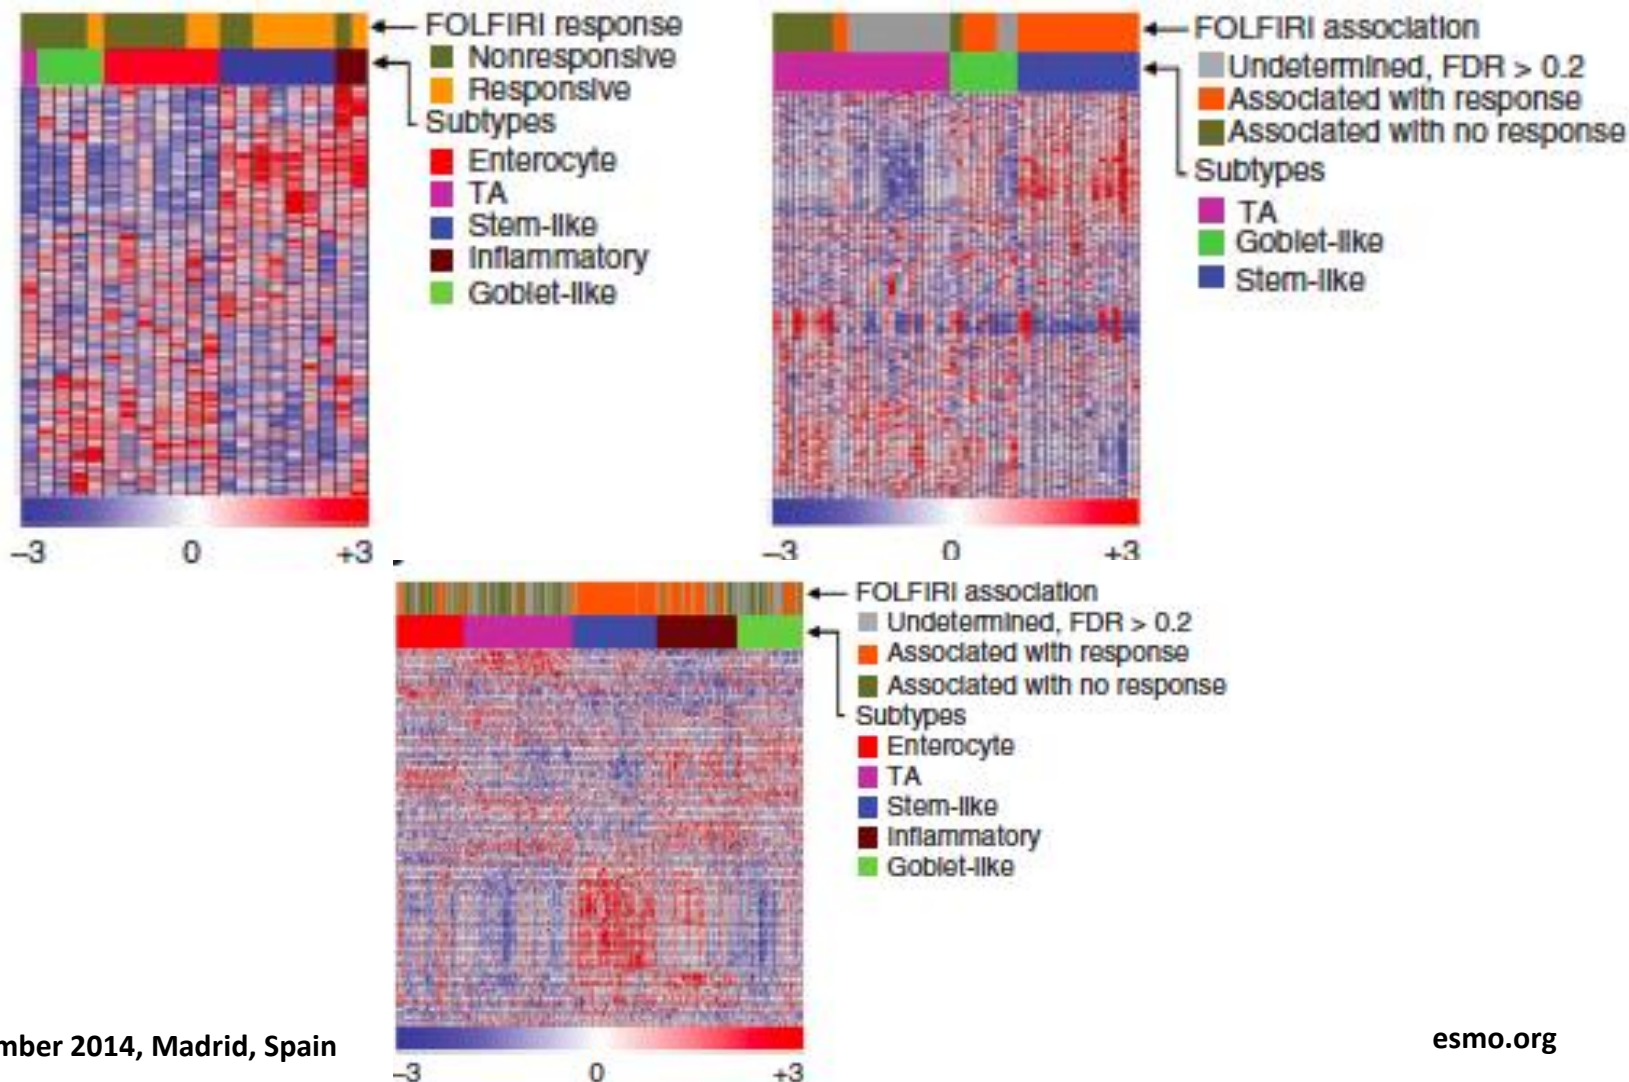 FOLFIRI response
Nonresponsive
Responsive
Subtypes
Enterocyte
TA
Stem-like
Inflammatory
Goblet-like
–3 0 +3
FOLFIRI association
Undetermined, FDR > 0.2
Associated with response
Associated with no response
Subtypes
TA
Goblet-like
Stem-like
–3 0 +3
FOLFIRI association
Undetermined, FDR > 0.2
Associated with response
Associated with no response
Subtypes
Enterocyte
TA
Stem-like
Inflammatory
Goblet-like
–3 0 +3
mber 2014, Madrid, Spain
esmo.org